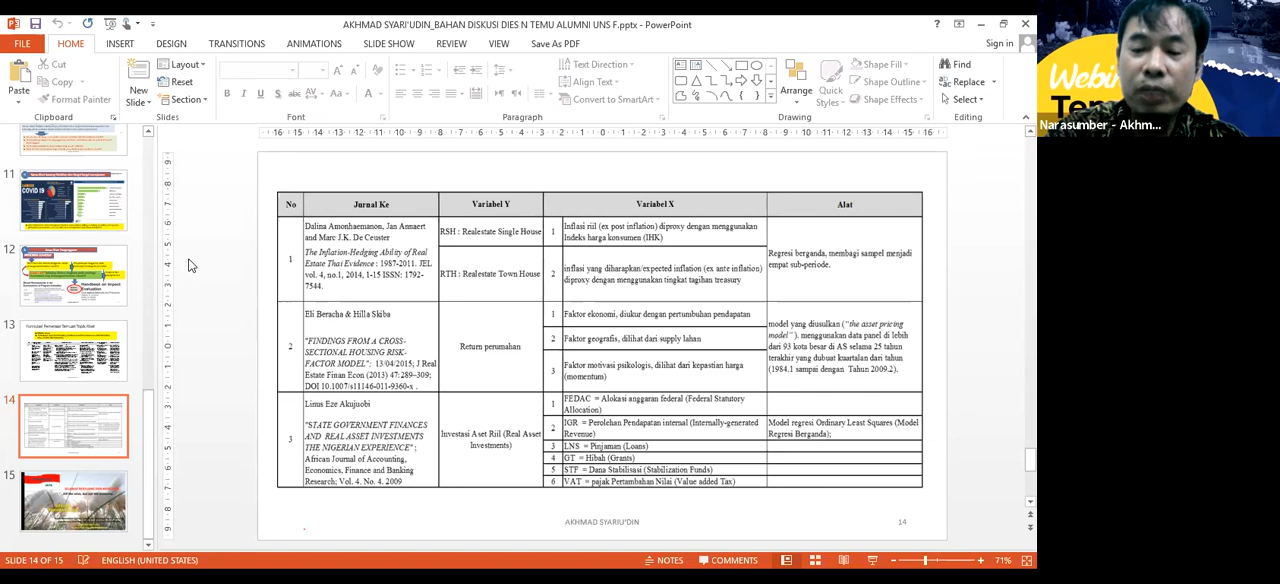 AKHMAD SYARI'UDIN_BAHAN DISKUSI DIES N TEMU ALUMNI UNS F.pptx - PowerPoint
FILE HOME INSERT DESIGN TRANSITIONS ANIMATIONS SLIDE SHOW REVIEW VIEW Save As PDF Sign in
Paste
Cut
Copy
Format Painter
Clipboard
New Slide
Layout
Reset
Section
Slides
Font
Text Direction
Align Text
Convert to SmartArt
Paragraph
Arrange
Quick Styles
Shape Fill
Shape Outline
Shape Effects
Drawing
Find
Replace
Select
Editing
Webin
Tem
Narasumber - Akhm...
11
COVID 19
12
13
14
15
No Jurnal Ke Variabel Y Variabel X Alat
1
Dalina Amonhaemanon, Jan Annaert
and Marc J.K. De Ceuster
The Inflation-Hedging Ability of Real
Estate Thai Evidence : 1987-2011. JEL
vol. 4, no.1, 2014, 1-15 ISSN: 1792-
7544.
RSH : Realestate Single House
RTH : Realestate Town House
1 Inflasi riil (ex post inflation) diproxy dengan menggunakan
Indeks harga konsumen (IHK)
2 inflasi yang diharapkan/expected inflation (ex ante inflation)
diproxy dengan menggunakan tingkat tagihan treasury
Regresi berganda, membagi sampel menjadi
empat sub-periode.
2
Eli Beracha & Hilla Skiba
"FINDINGS FROM A CROSS-
SECTIONAL HOUSING RISK-
FACTOR MODEL"; 13/04/2015; J Real
Estate Finan Econ (2013) 47:289–309;
DOI 10.1007/s11146-011-9360-x .
Return perumahan
1 Faktor ekonomi, diukur dengan pertumbuhan pendapatan
2 Faktor geografis, dilihat dari supply lahan
3 Faktor motivasi psikologis, dilihat dari kepastian harga
(momentum)
model yang diusulkan ("the asset pricing
model"). menggunakan data panel di lebih
dari 93 kota besar di AS selama 25 tahun
terakhir yang dubuat kuartalan dari tahun
(1984.1 sampai dengan Tahun 2009.2).
3
Linus Eze Akujuobi
"STATE GOVERNMENT FINANCES
AND REAL ASSET INVESTMENTS
THE NIGERIAN EXPERIENCE" ;
African Journal of Accounting,
Economics, Finance and Banking
Research; Vol. 4. No. 4. 2009
Investasi Aset Riil (Real Asset
Investments)
1 FEDAC = Alokasi anggaran federal (Federal Statutory
Allocation)
2 IGR = Perolehan Pendapatan internal (Internally-generated
Revenue)
3 LNS = Pinjaman (Loans)
4 GT = Hibah (Grants)
5 STF = Dana Stabilisasi (Stabilization Funds)
6 VAT = pajak Pertambahan Nilai (Value added Tax)
Model regresi Ordinary Least Squares (Model
Regresi Berganda);
AKHMAD SYARIU'DIN 14
SLIDE 14 OF 15 ENGLISH (UNITED STATES) NOTES COMMENTS 71%